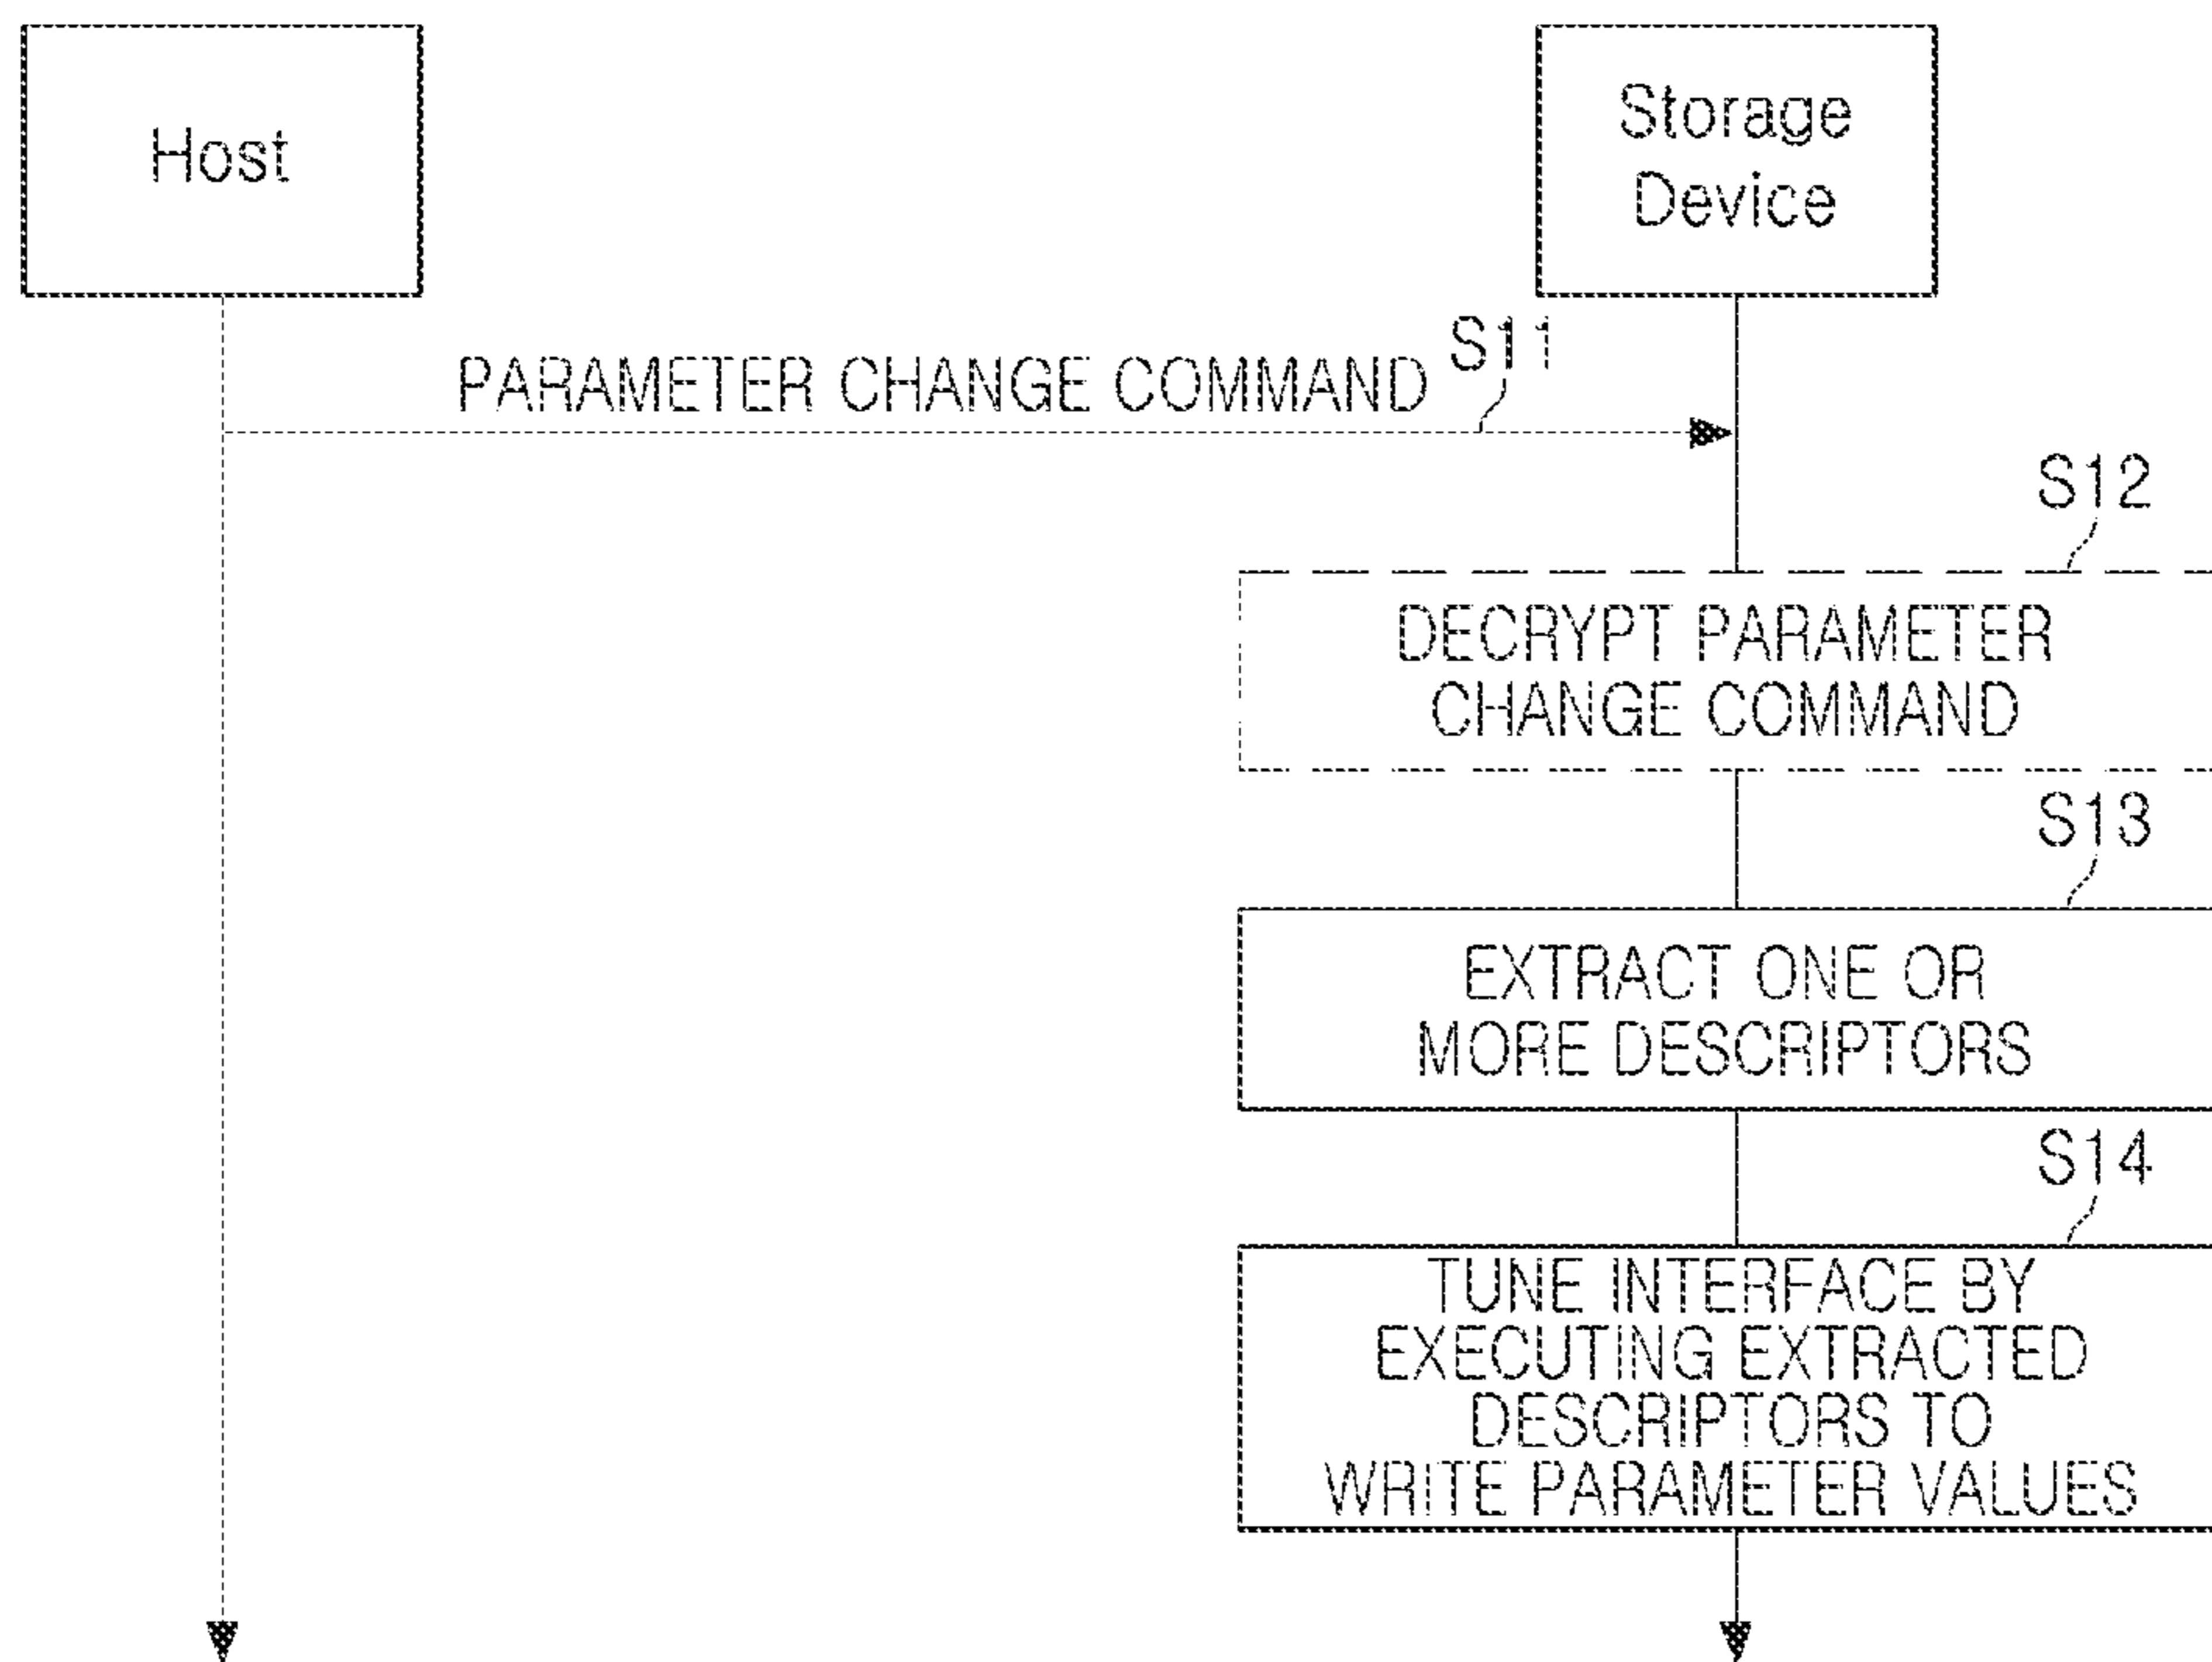 Host
Storage
Device
S11
PARAMETER CHANGE COMMAND
S12
DECRYPT PARAMETER
CHANGE COMMAND
S13
EXTRACT ONE OR
MORE DESCRIPTORS
S14
TUNE INTERFACE BY
EXECUTING EXTRACTED
DESCRIPTORS TO
WRITE PARAMETER VALUES